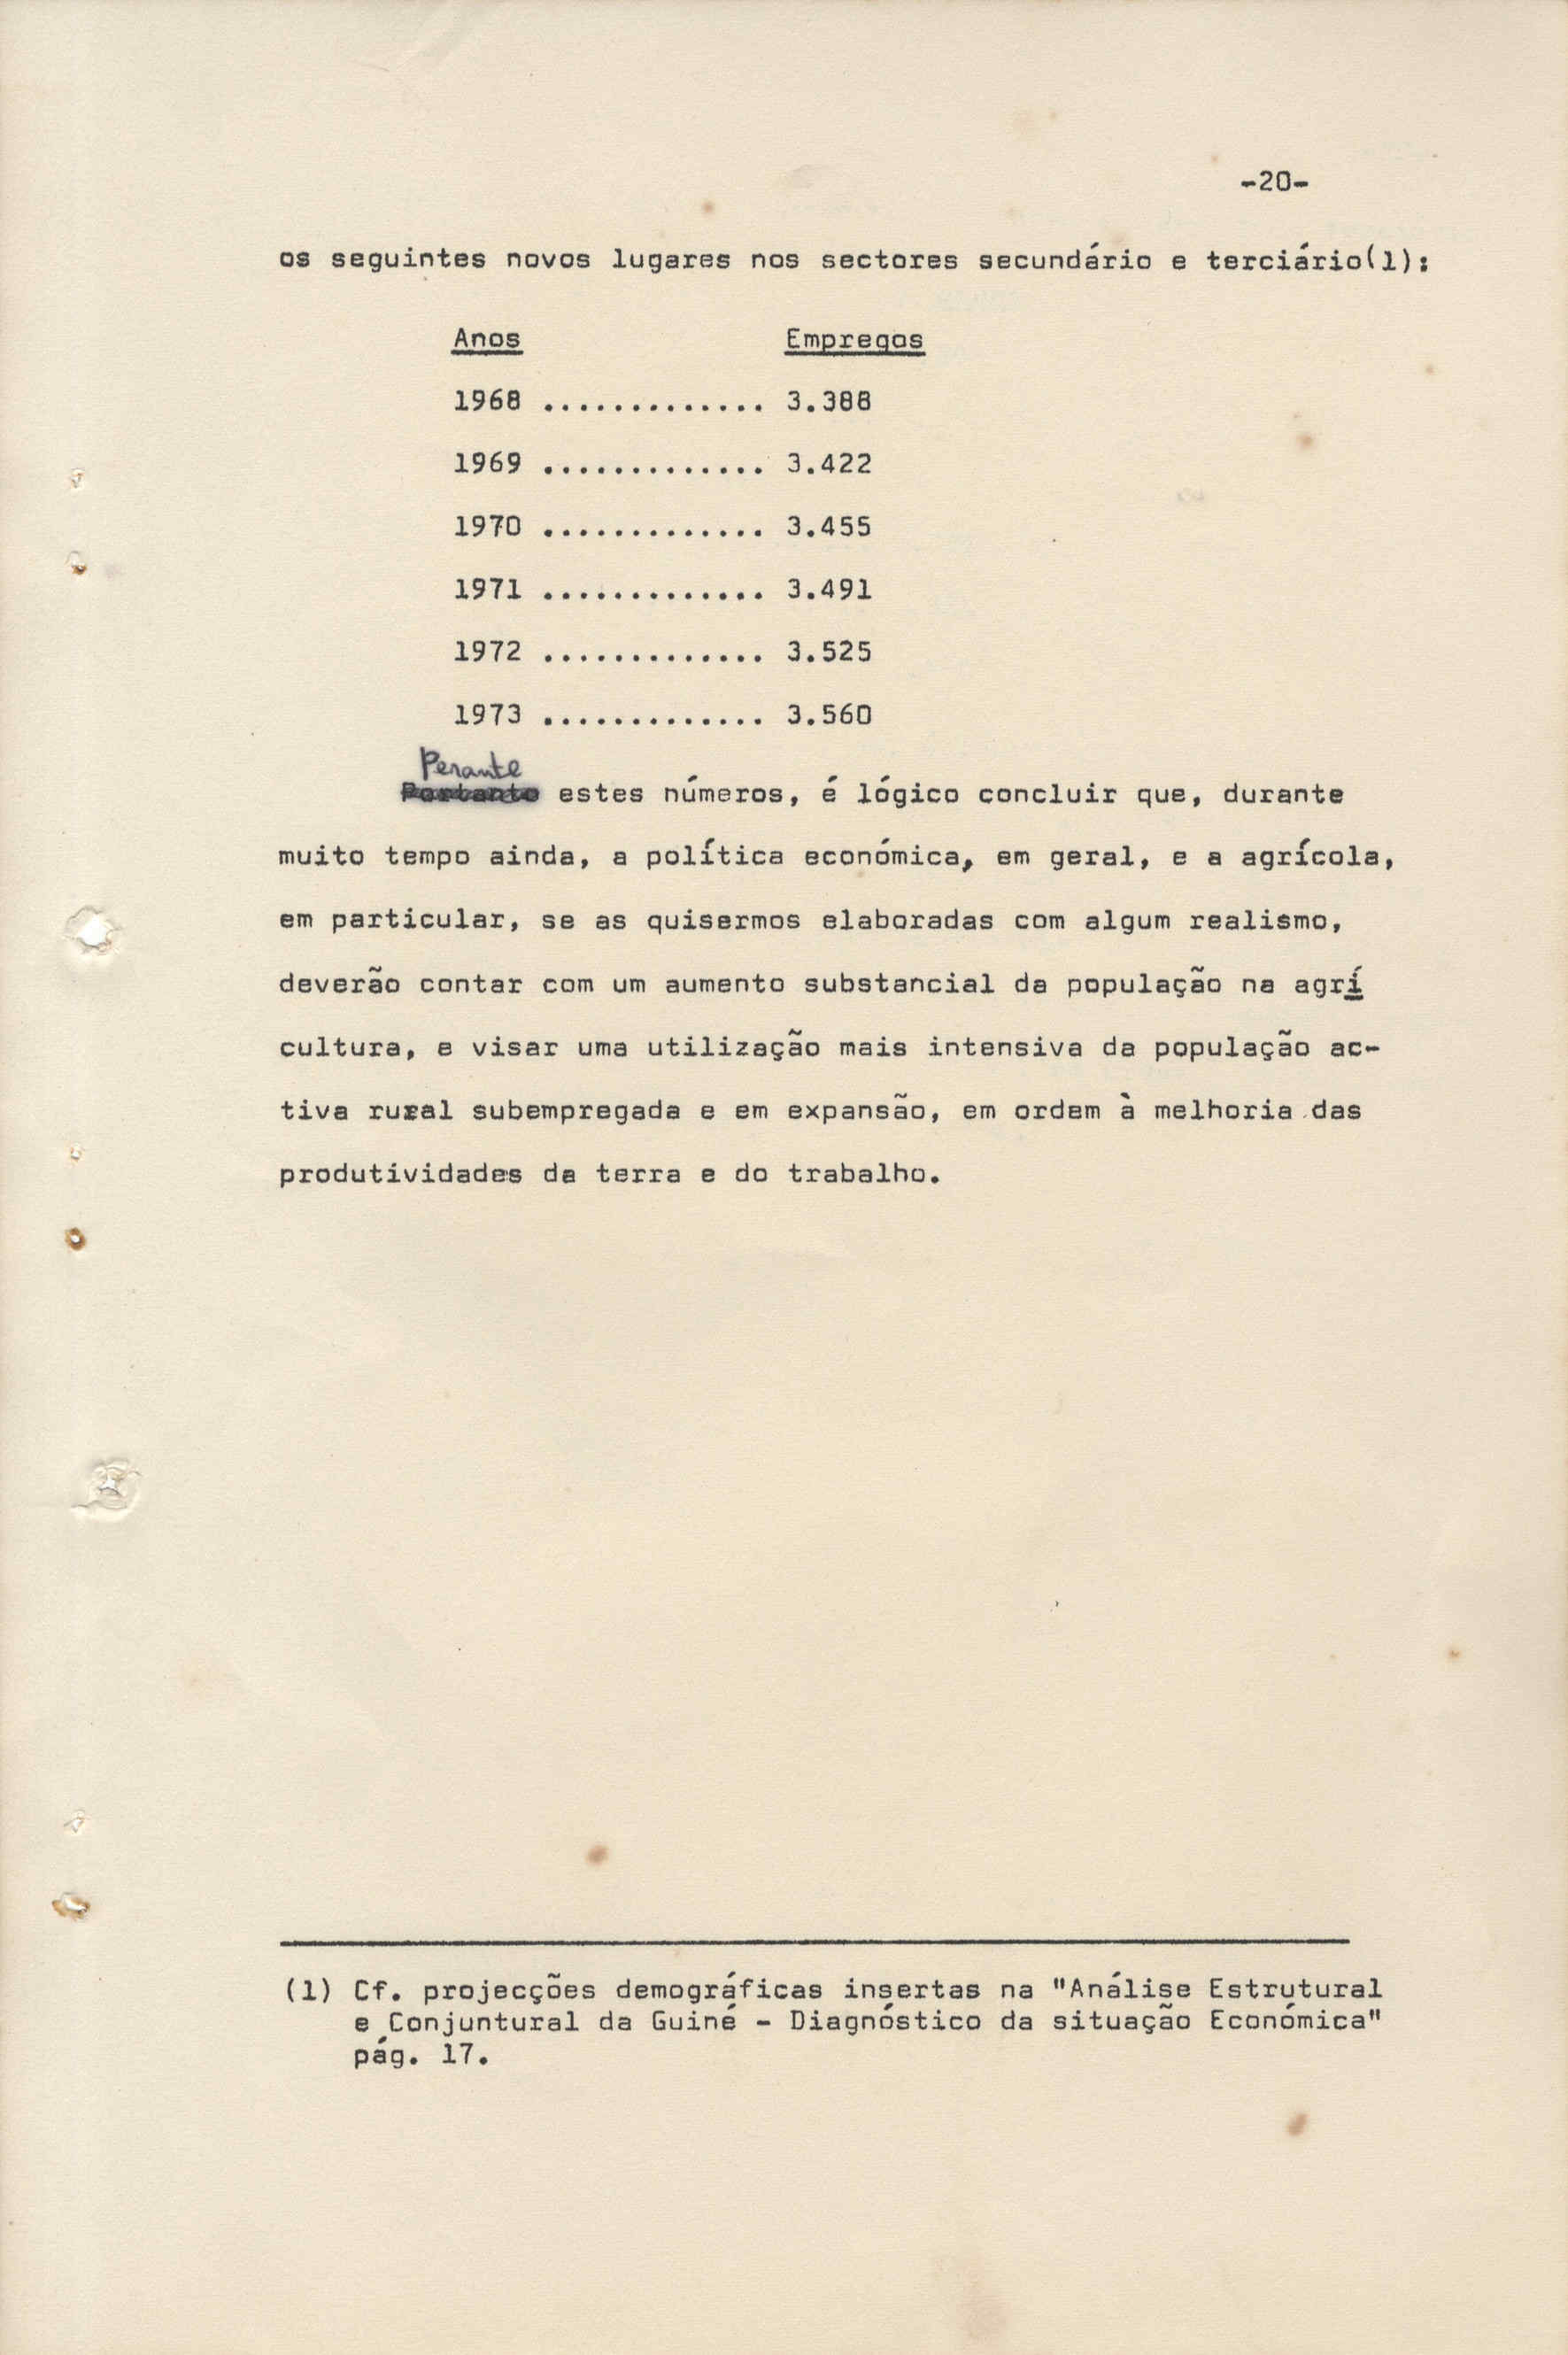 -20-
os seguintes novos lugares nos sectores secundário e terciário(1):
Anos Empregos
1968 ............. 3.388
1969 ............. 3.422
1970 ............. 3.455
1971 ............. 3.491
1972 ............. 3.525
1973 ............. 3.560
Perante
Portanto estes números, é lógico concluir que, durante
muito tempo ainda, a política económica, em geral, e a agrícola,
em particular, se as quisermos elaboradas com algum realismo,
deverão contar com um aumento substancial da população na agrí
cultura, e visar uma utilização mais intensiva da população ac-
tiva rural subempregada e em expansão, em ordem à melhoria das
produtividades da terra e do trabalho.
(1) Cf. projecções demográficas insertas na "Análise Estrutural
e Conjuntural da Guiné - Diagnóstico da situação Económica"
pág. 17.